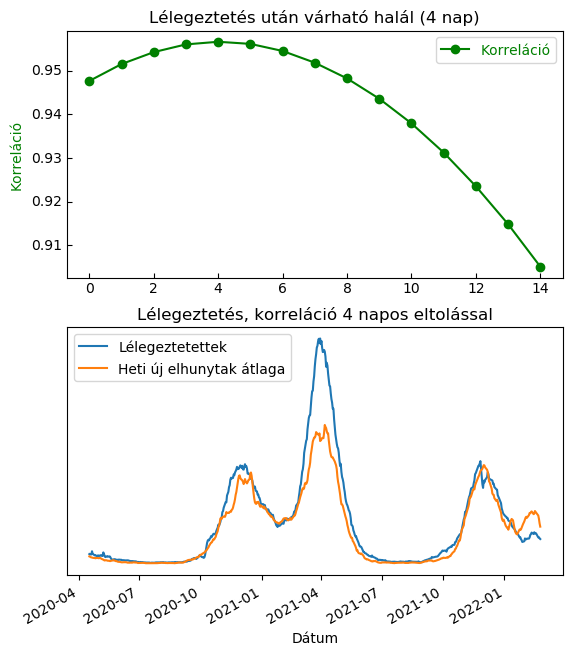 Lélegeztetés után várható halál (4 nap)
Korreláció
Korreláció
0.95
0.94
0.93
0.92
0.91
0 2 4 6 8 10 12 14
Lélegeztetés, korreláció 4 napos eltolással
Lélegeztetettek
Heti új elhunytak átlaga
2020-04 2020-07 2020-10 2021-01 2021-04 2021-07 2021-10 2022-01
Dátum